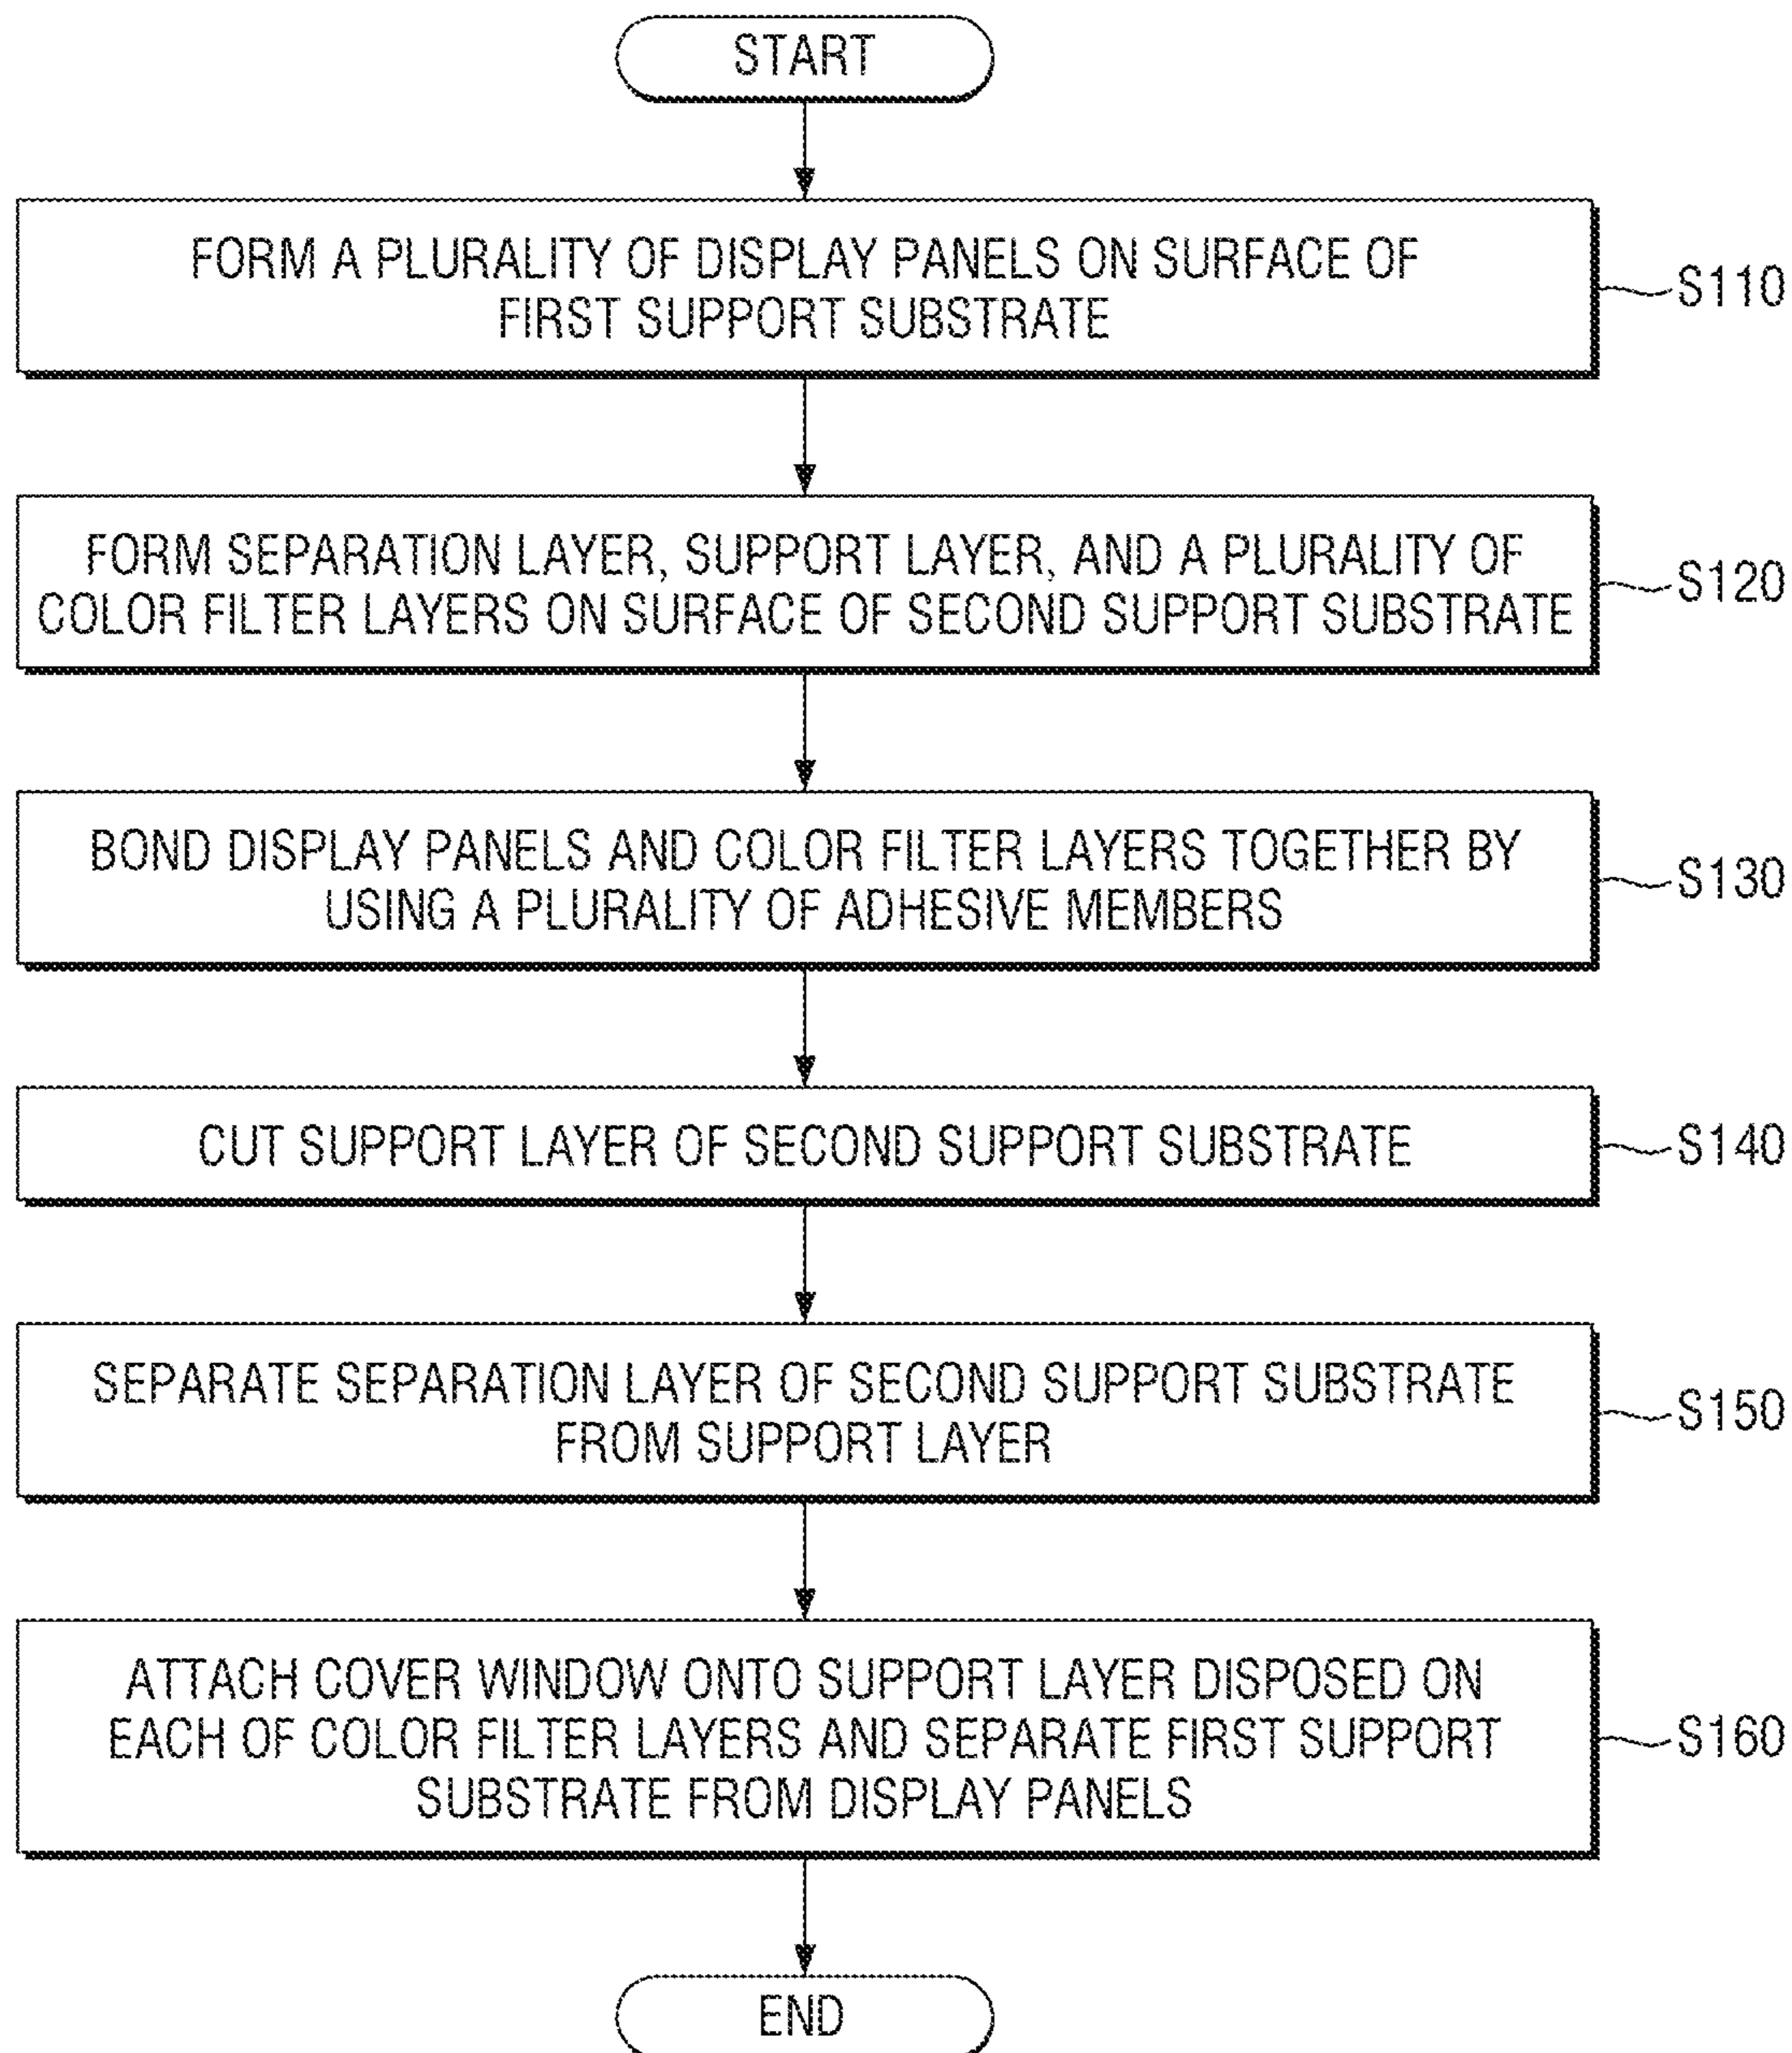 START
FORM A PLURALITY OF DISPLAY PANELS ON SURFACE OF
FIRST SUPPORT SUBSTRATE
S110
FORM SEPARATION LAYER, SUPPORT LAYER, AND A PLURALITY OF
COLOR FILTER LAYERS ON SURFACE OF SECOND SUPPORT SUBSTRATE
S120
BOND DISPLAY PANELS AND COLOR FILTER LAYERS TOGETHER BY
USING A PLURALITY OF ADHESIVE MEMBERS
S130
CUT SUPPORT LAYER OF SECOND SUPPORT SUBSTRATE
S140
SEPARATE SEPARATION LAYER OF SECOND SUPPORT SUBSTRATE
FROM SUPPORT LAYER
S150
ATTACH COVER WINDOW ONTO SUPPORT LAYER DISPOSED ON
EACH OF COLOR FILTER LAYERS AND SEPARATE FIRST SUPPORT
SUBSTRATE FROM DISPLAY PANELS
S160
END